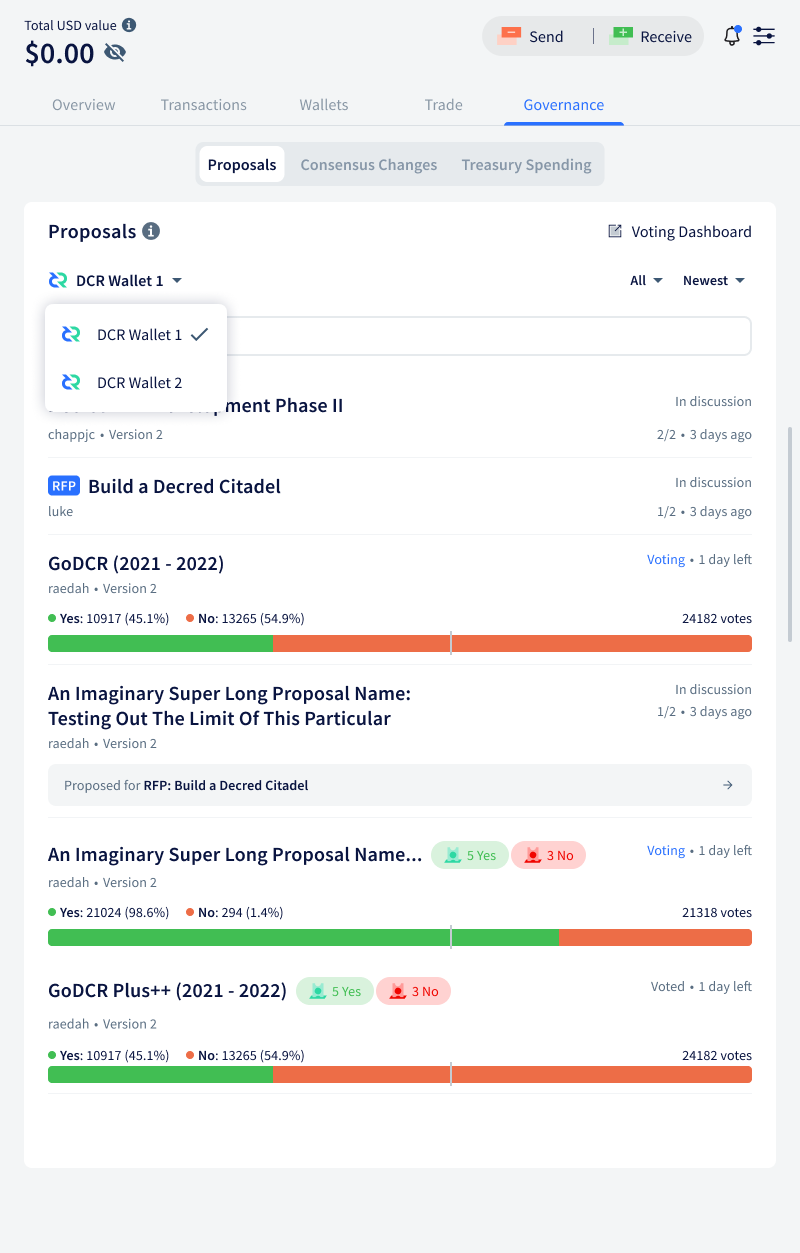 Total USD value
$0.00
Send
Receive
Overview
Transactions
Wallets
Trade
Governance
Proposals
Consensus Changes
Treasury Spending
Proposals
Voting Dashboard
DCR Wallet 1
All
Newest
DCR Wallet 1
DCR Wallet 2
Phase II
In discussion
chappjc • Version 2
2/2 • 3 days ago
RFP Build a Decred Citadel
In discussion
luke
1/2 • 3 days ago
GoDCR (2021 - 2022)
Voting • 1 day left
raedah • Version 2
Yes: 10917 (45.1%)
No: 13265 (54.9%)
24182 votes
An Imaginary Super Long Proposal Name:
Testing Out The Limit Of This Particular
In discussion
1/2 • 3 days ago
raedah • Version 2
Proposed for RFP: Build a Decred Citadel
An Imaginary Super Long Proposal Name...
5 Yes
3 No
Voting • 1 day left
raedah • Version 2
Yes: 21024 (98.6%)
No: 294 (1.4%)
21318 votes
GoDCR Plus++ (2021 - 2022)
5 Yes
3 No
Voted • 1 day left
raedah • Version 2
Yes: 10917 (45.1%)
No: 13265 (54.9%)
24182 votes